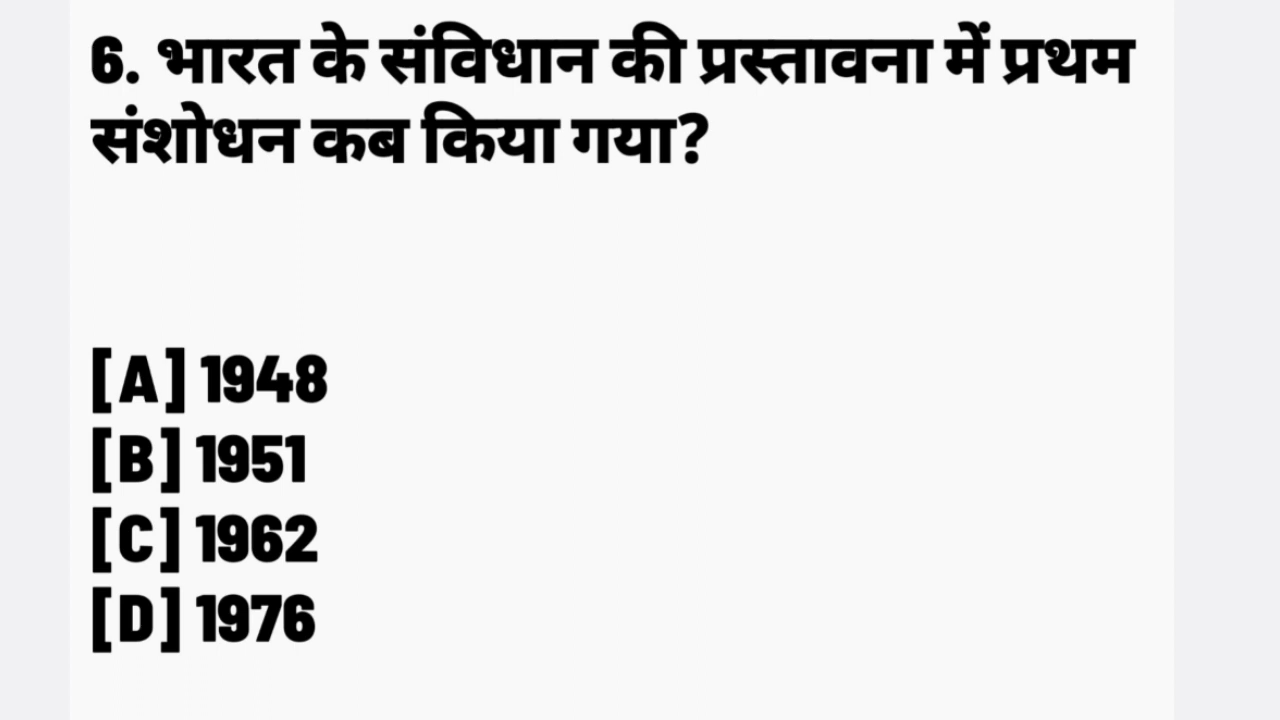 6. भारत के संविधान की प्रस्तावना में प्रथम
संशोधन कब किया गया?
[A] 1948
[B] 1951
[C] 1962
[D] 1976